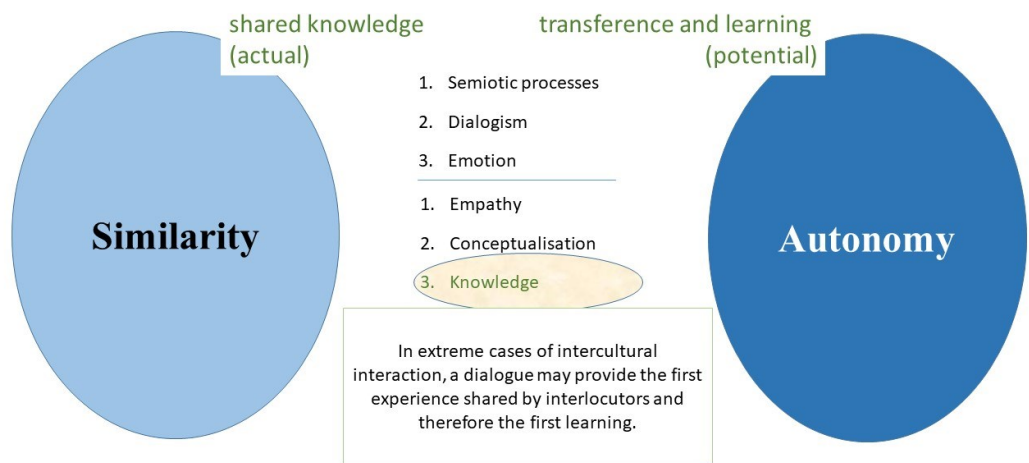 shared knowledge
(actual)
transference and learning
(potential)
1. Semiotic processes
2. Dialogism
3. Emotion
1. Empathy
2. Conceptualisation
3. Knowledge
Similarity
Autonomy
In extreme cases of intercultural
interaction, a dialogue may provide the first
experience shared by interlocutors and
therefore the first learning.